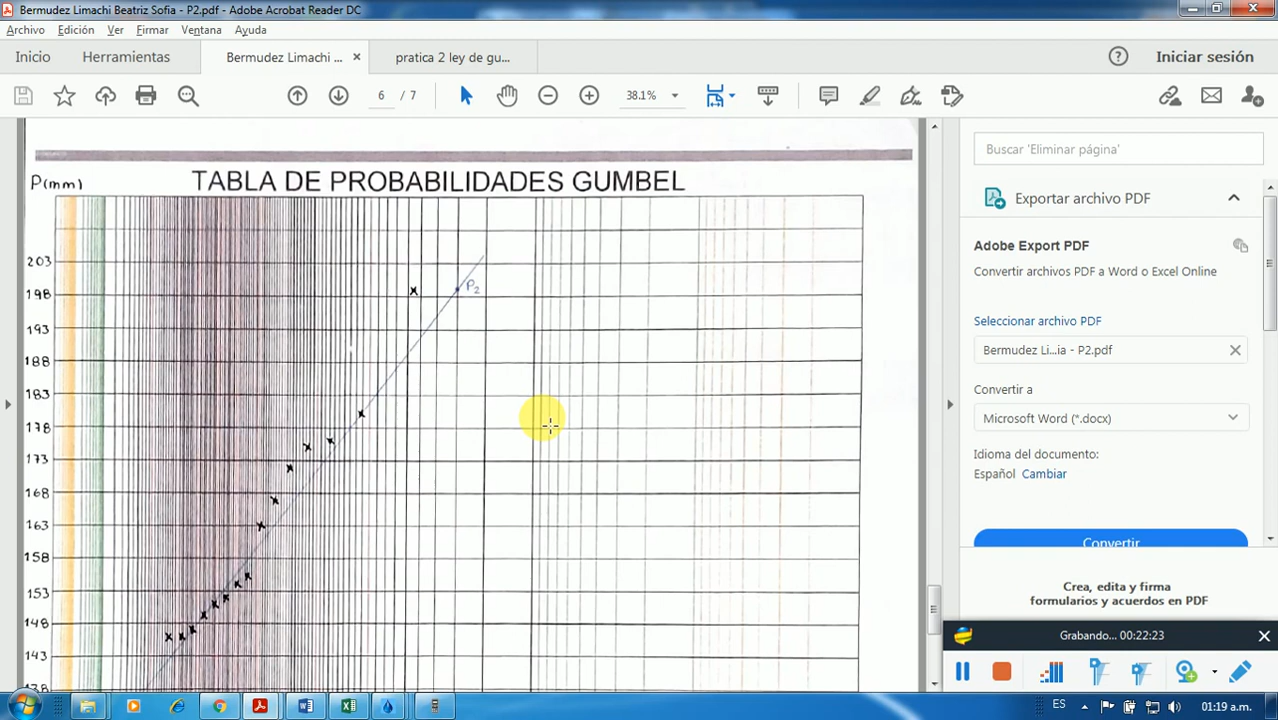 Bermudez Limachi Beatriz Sofia - P2.pdf - Adobe Acrobat Reader DC
Archivo Edición Ver Firmar Ventana Ayuda
Inicio Herramientas Bermudez Limachi ... × pratica 2 ley de gu...
? Iniciar sesión
6 / 7 38.1%
P(mm) TABLA DE PROBABILIDADES GUMBEL
203
198
193
188
183
178
173
168
163
158
153
148
143
138
P2
Buscar 'Eliminar página'
Exportar archivo PDF
Adobe Export PDF
Convertir archivos PDF a Word o Excel Online
Seleccionar archivo PDF
Bermudez Li...ia - P2.pdf
Convertir a
Microsoft Word (*.docx)
Idioma del documento:
Español Cambiar
Convertir
Crea, edita y firma
formularios y acuerdos en PDF
Grabando... 00:22:23
ES 01:19 a.m.